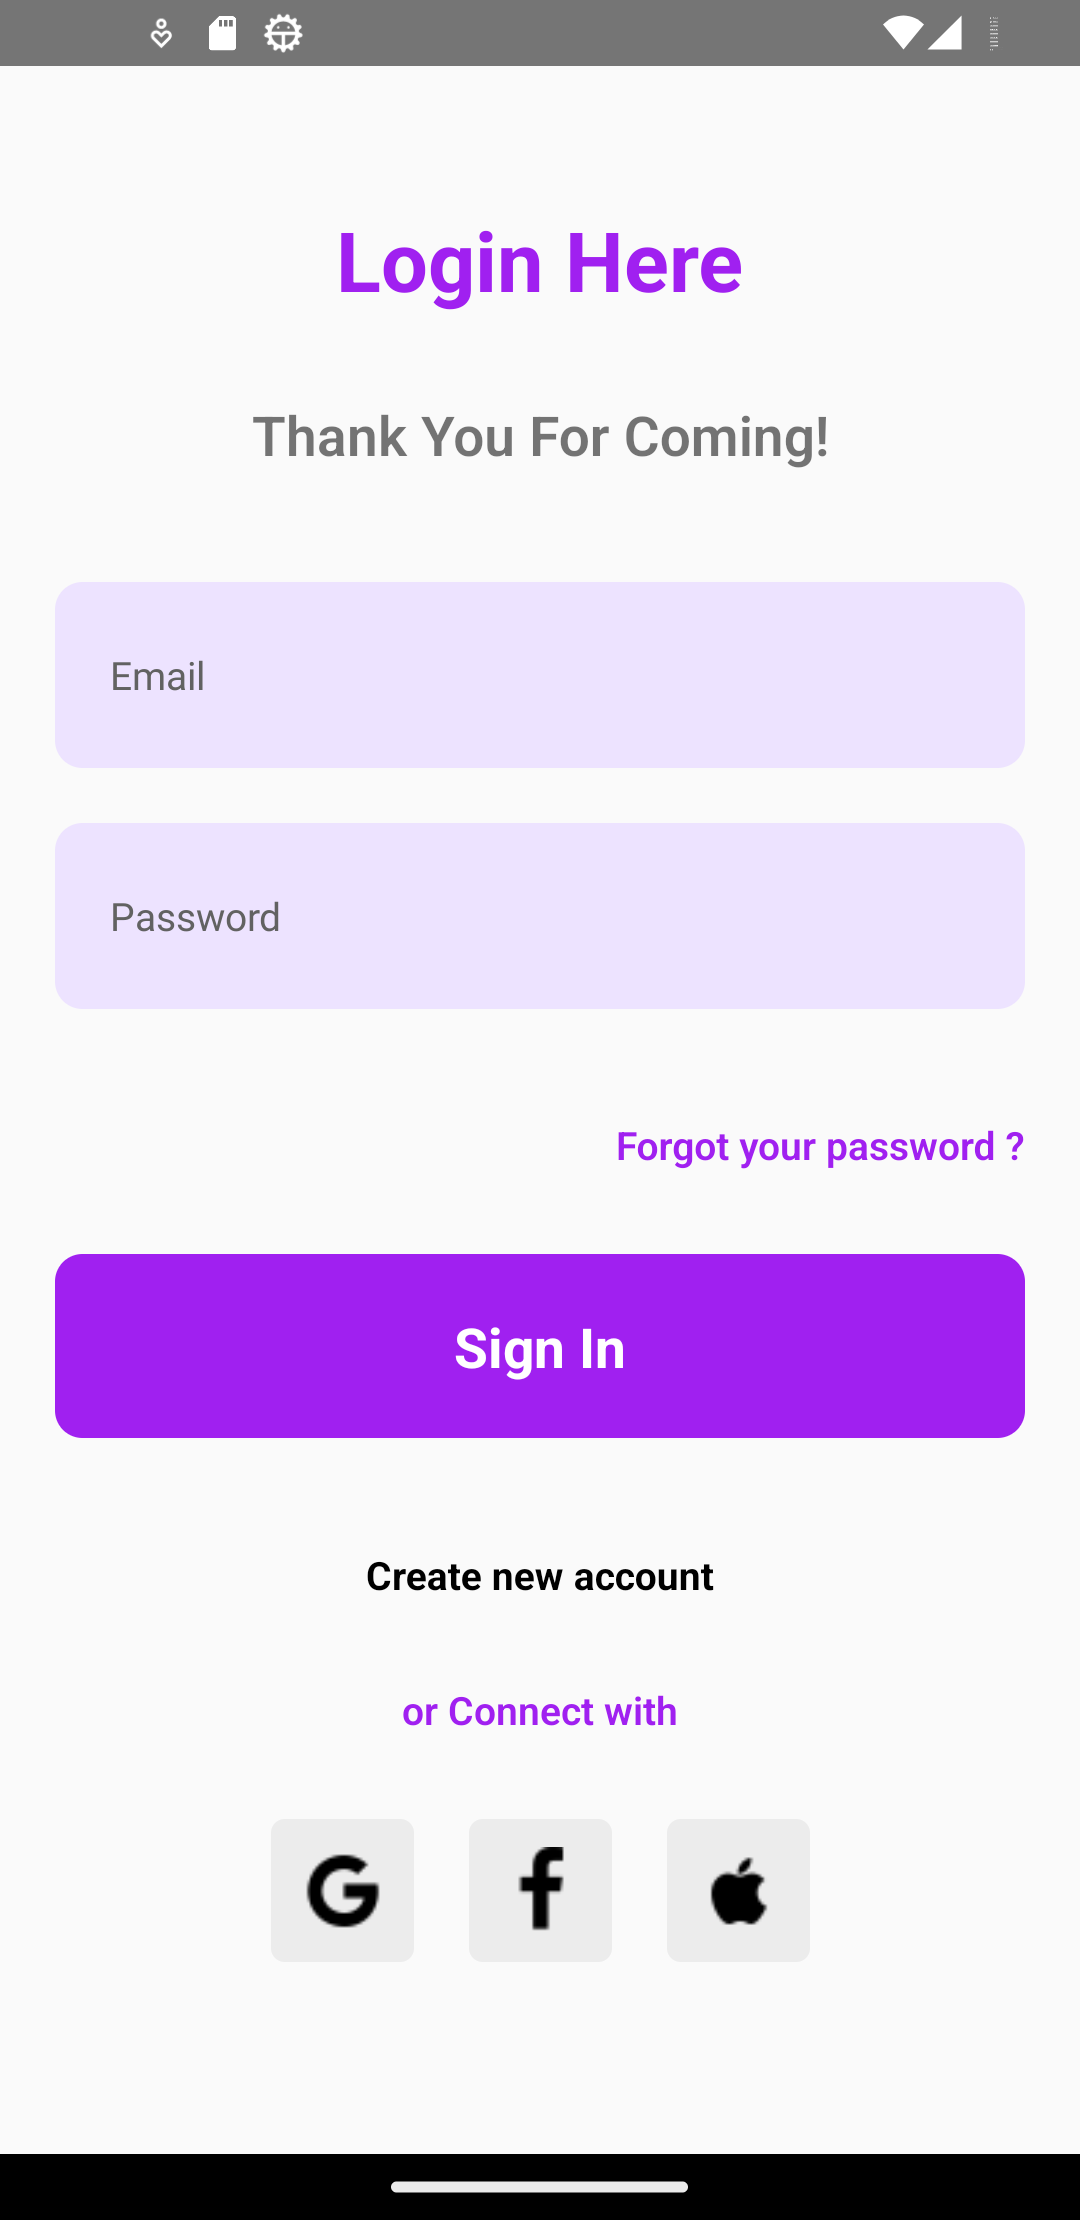 Login Here
Thank You For Coming!
Email
Password
Forgot your password ?
Sign In
Create new account
or Connect with